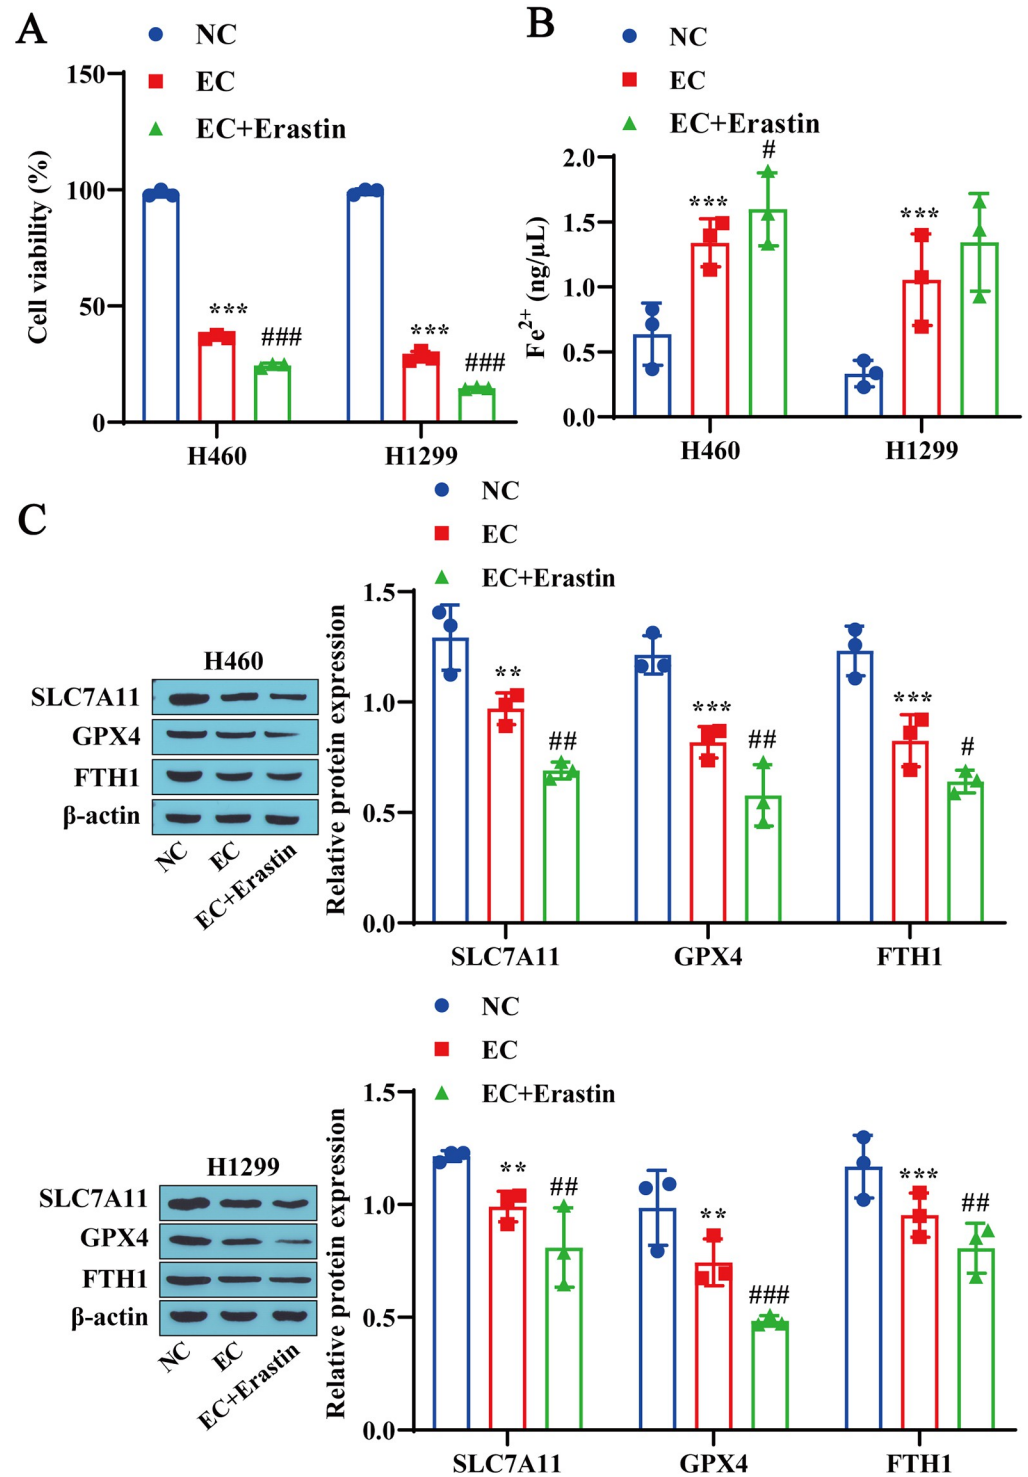 A
NC
EC
EC+Erastin
Cell viability (%)
150
100
50
0
***
###
***
###
H460
H1299
B
NC
EC
EC+Erastin
Fe2+ (ng/μL)
2.0
1.5
1.0
0.5
0.0
***
#
***
H460
H1299
C
H460
SLC7A11
GPX4
FTH1
β-actin
NC
EC
EC+Erastin
NC
EC
EC+Erastin
Relative protein expression
1.5
1.0
0.5
0.0
**
##
***
##
***
#
SLC7A11
GPX4
FTH1
H1299
SLC7A11
GPX4
FTH1
β-actin
NC
EC
EC+Erastin
NC
EC
EC+Erastin
Relative protein expression
1.5
1.0
0.5
0.0
**
##
**
###
***
##
SLC7A11
GPX4
FTH1